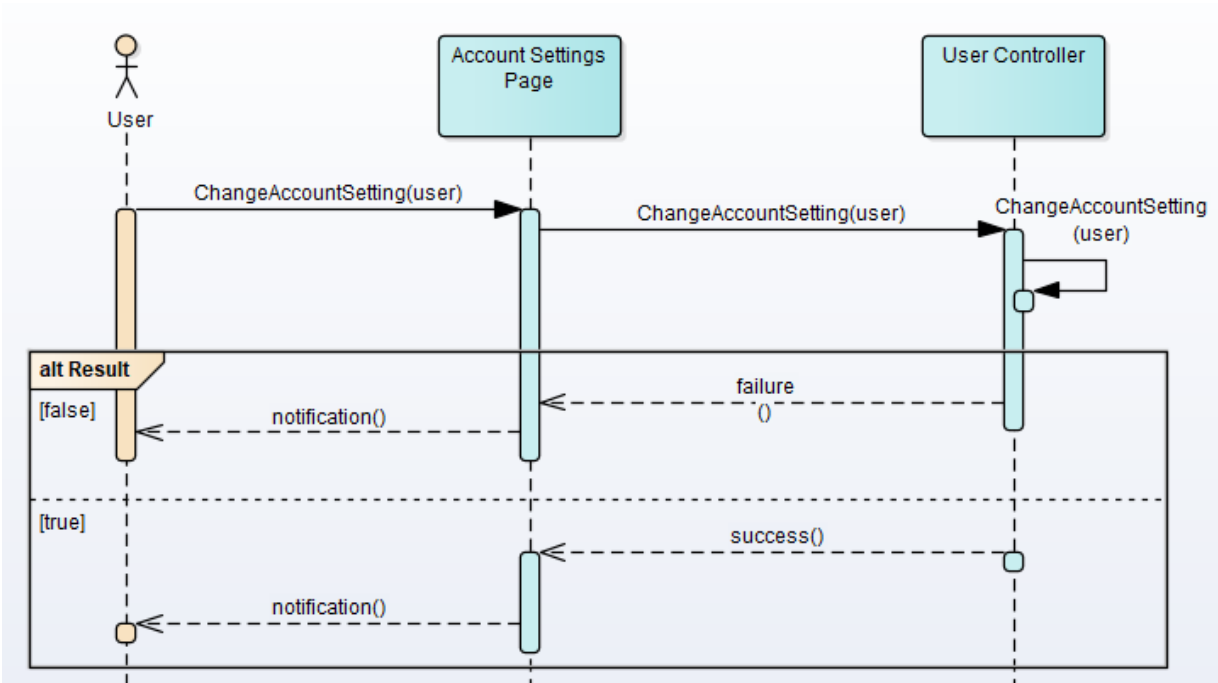 Account Settings
Page
User Controller
User
ChangeAccountSetting(user)
ChangeAccountSetting(user)
ChangeAccountSetting
(user)
alt Result
[false]
failure
()
notification()
[true]
success()
notification()